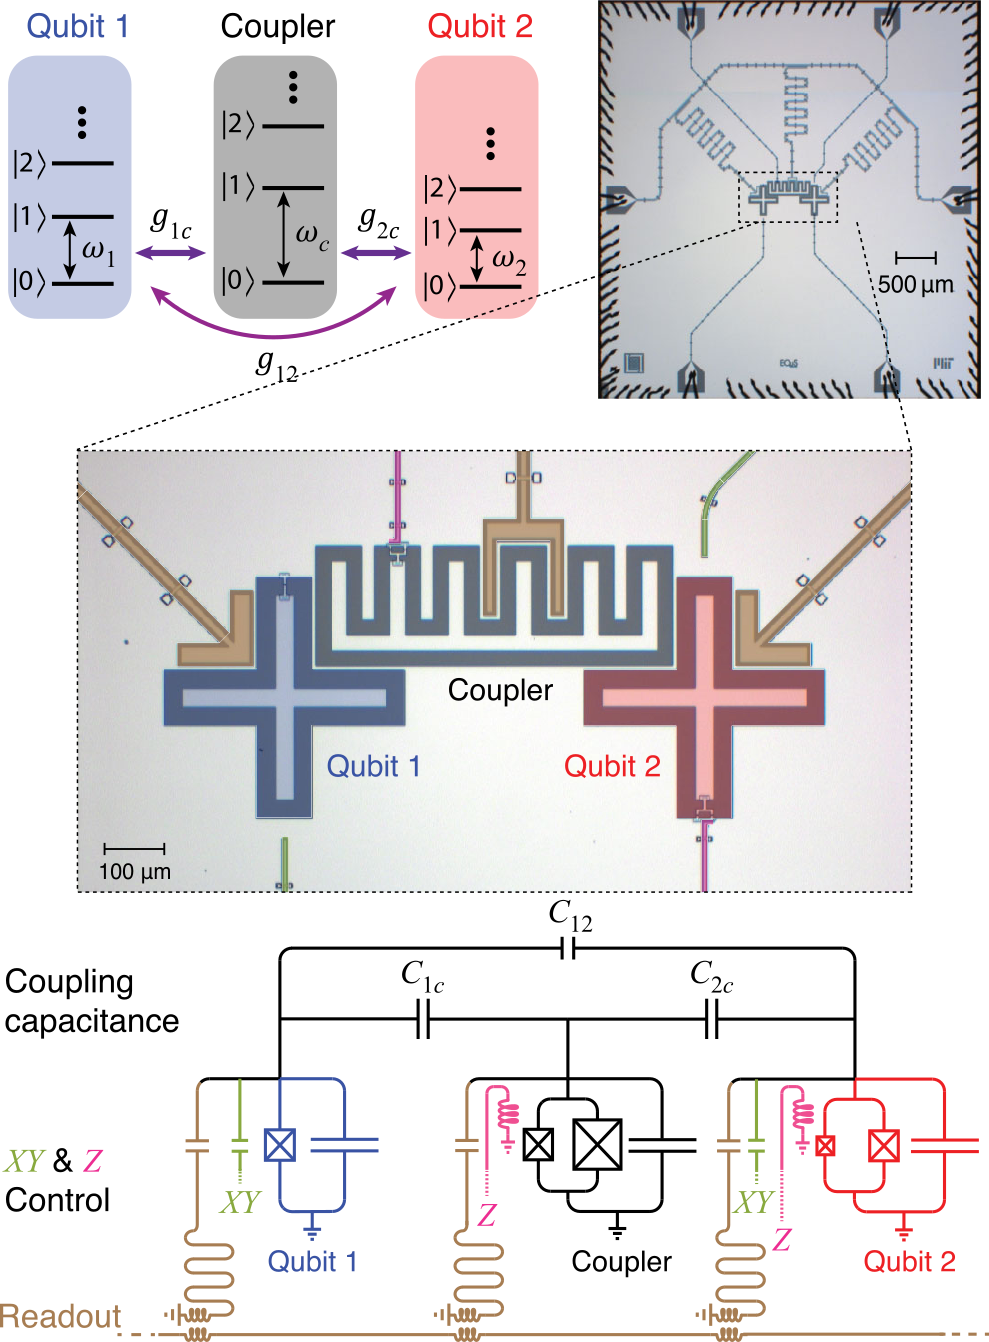 Qubit 1
Coupler
Qubit 2
|2⟩
|1⟩
|0⟩
ω1
g1c
|2⟩
|1⟩
|0⟩
ωc
g2c
|2⟩
|1⟩
|0⟩
ω2
g12
500 μm
EQuS
MIT
Coupler
Qubit 1
Qubit 2
100 μm
C12
Coupling
capacitance
C1c
C2c
XY & Z
Control
XY
Z
XY
Z
Qubit 1
Coupler
Qubit 2
Readout